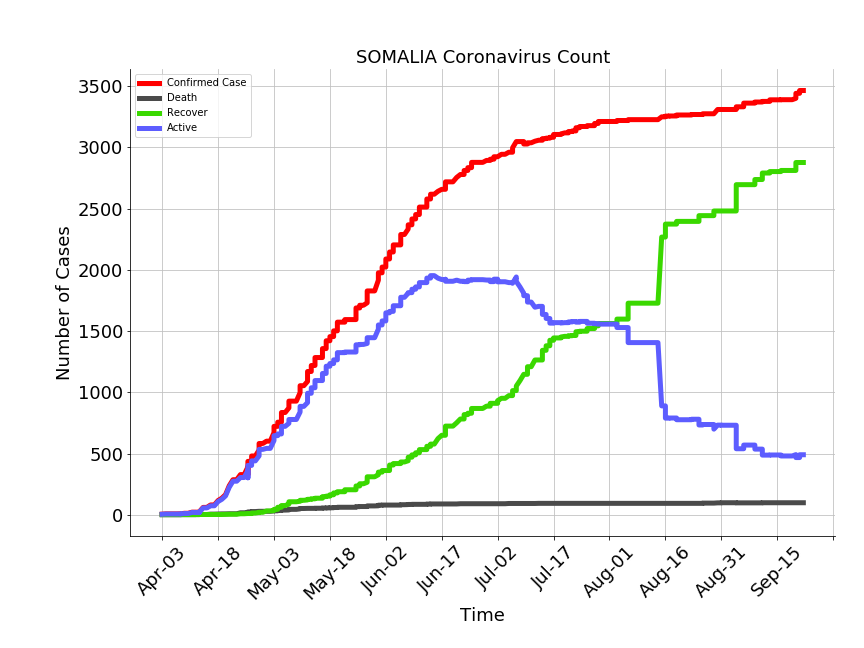 SOMALIA Coronavirus Count
Confirmed Case
Death
Recover
Active
Number of Cases
3500
3000
2500
2000
1500
1000
500
0
Apr-03
Apr-18
May-03
May-18
Jun-02
Jun-17
Jul-02
Jul-17
Aug-01
Aug-16
Aug-31
Sep-15
Time